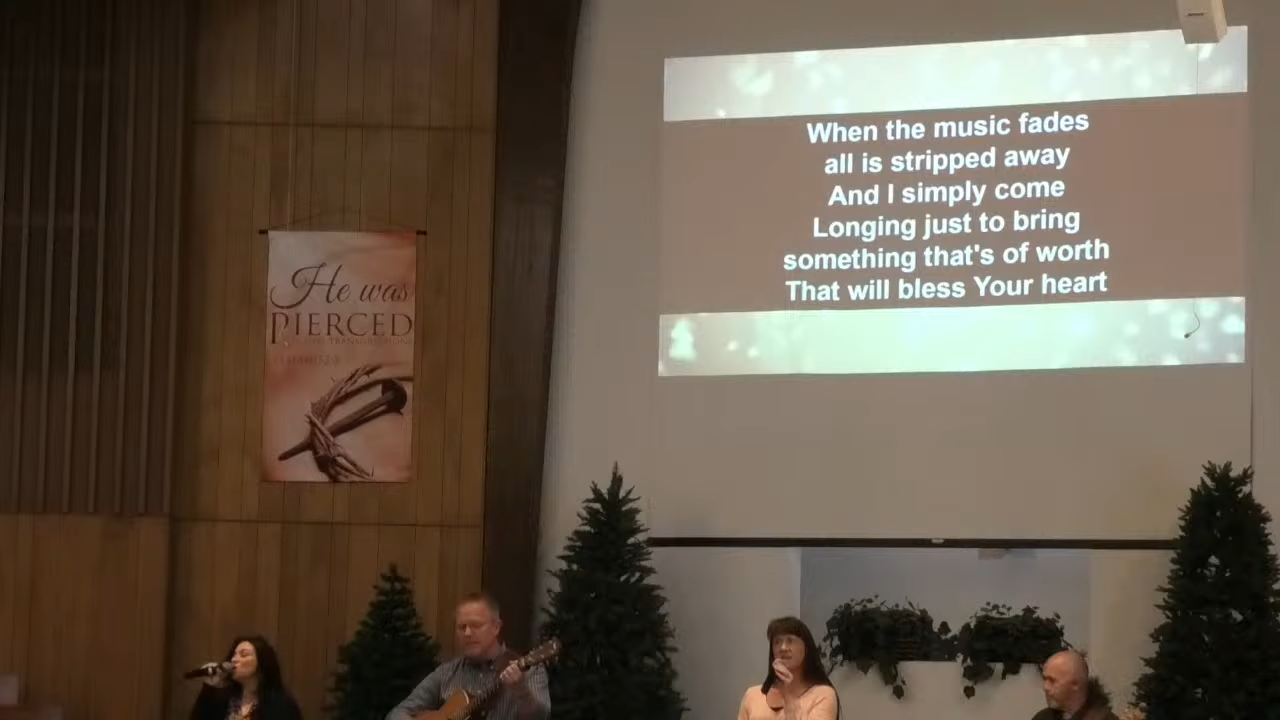 He was
PIERCED
When the music fades
all is stripped away
And I simply come
Longing just to bring
something that's of worth
That will bless Your heart